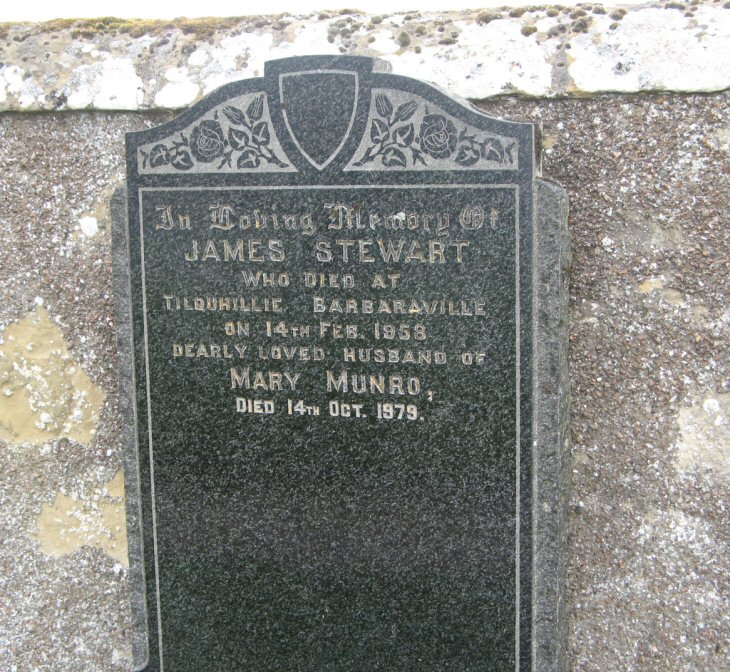 In Loving Memory Of
JAMES STEWART
WHO DIED AT
TILQUHILLIE BARBARAVILLE
ON 14TH FEB. 1958
DEARLY LOVED HUSBAND OF
MARY MUNRO,
DIED 14TH OCT. 1979.